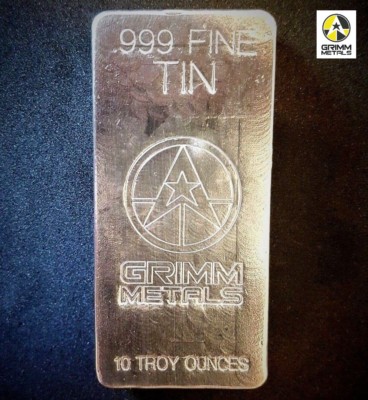 GRIMM
METALS
.999 FINE
TIN
GRIMM
METALS
10 TROY OUNCES